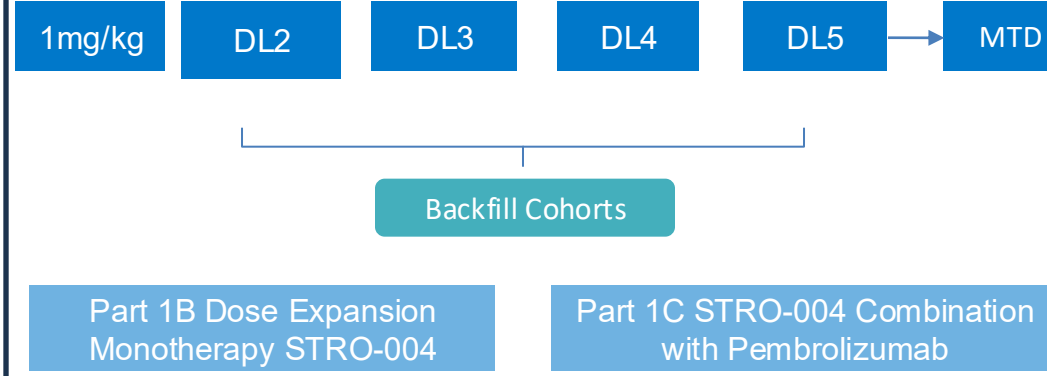 1mg/kg DL2 DL3 DL4 DL5 MTD
Backfill Cohorts
Part 1B Dose Expansion
Monotherapy STRO-004
Part 1C STRO-004 Combination
with Pembrolizumab